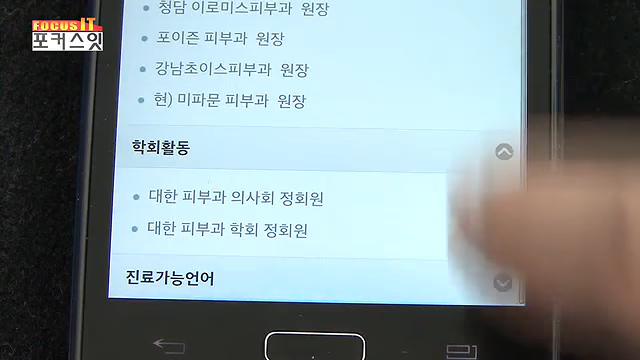 FOCUS IT
포커스잇
청담 이로미스피부과 원장
포이즌 피부과 원장
강남초이스피부과 원장
현) 미파문 피부과 원장
학회활동
대한 피부과 의사회 정회원
대한 피부과 학회 정회원
진료가능언어